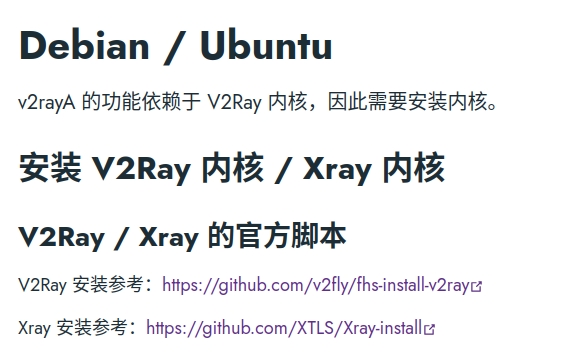 Debian / Ubuntu
v2rayA 的功能依赖于 V2Ray 内核，因此需要安装内核。
安装 V2Ray 内核 / Xray 内核
V2Ray / Xray 的官方脚本
V2Ray 安装参考：https://github.com/v2fly/fhs-install-v2ray
Xray 安装参考：https://github.com/XTLS/Xray-install